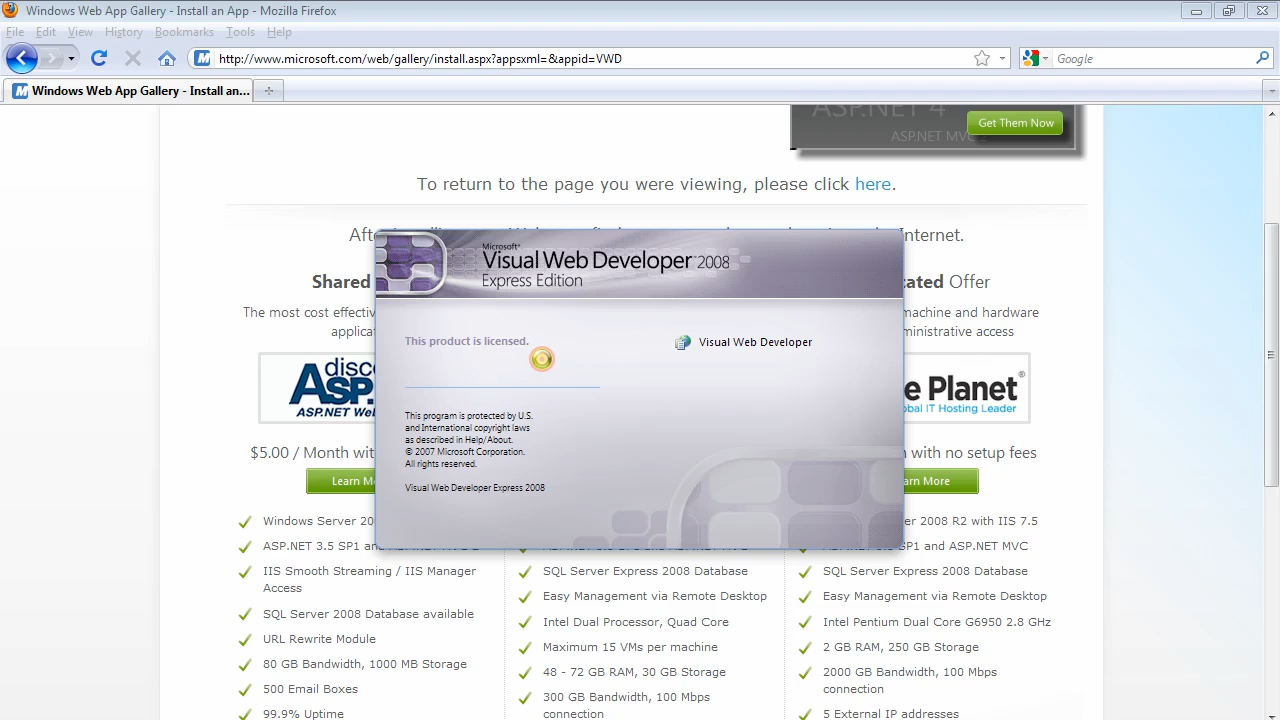 Windows Web App Gallery - Install an App - Mozilla Firefox
File Edit View History Bookmarks Tools Help
http://www.microsoft.com/web/gallery/install.aspx?appsxml=&appid=VWD
Google
Windows Web App Gallery - Install an...
ASP.NET 4
Get Them Now
ASP.NET MVC 2
To return to the page you were viewing, please click here.
Internet.
Shared
Offer
The most cost effectiv
machine and hardware
applica
ministrative access
Microsoft®
Visual Web Developer™ 2008
Express Edition
This product is licensed.
Visual Web Developer
This program is protected by U.S.
and International copyright laws
as described in Help/About.
© 2007 Microsoft Corporation.
All rights reserved.
Visual Web Developer Express 2008
disco
ASP.
ASP.NET Web
e Planet®
obal IT Hosting Leader
$5.00 / Month wit
h with no setup fees
Learn M
arn More
Windows Server 20
ASP.NET 3.5 SP1 and
IIS Smooth Streaming / IIS Manager
Access
SQL Server 2008 Database available
URL Rewrite Module
80 GB Bandwidth, 1000 MB Storage
500 Email Boxes
99.9% Uptime
SQL Server Express 2008 Database
Easy Management via Remote Desktop
Intel Dual Processor, Quad Core
Maximum 15 VMs per machine
48 - 72 GB RAM, 30 GB Storage
300 GB Bandwidth, 100 Mbps
connection
er 2008 R2 with IIS 7.5
SP1 and ASP.NET MVC
SQL Server Express 2008 Database
Easy Management via Remote Desktop
Intel Pentium Dual Core G6950 2.8 GHz
2 GB RAM, 250 GB Storage
2000 GB Bandwidth, 100 Mbps
connection
5 External IP addresses